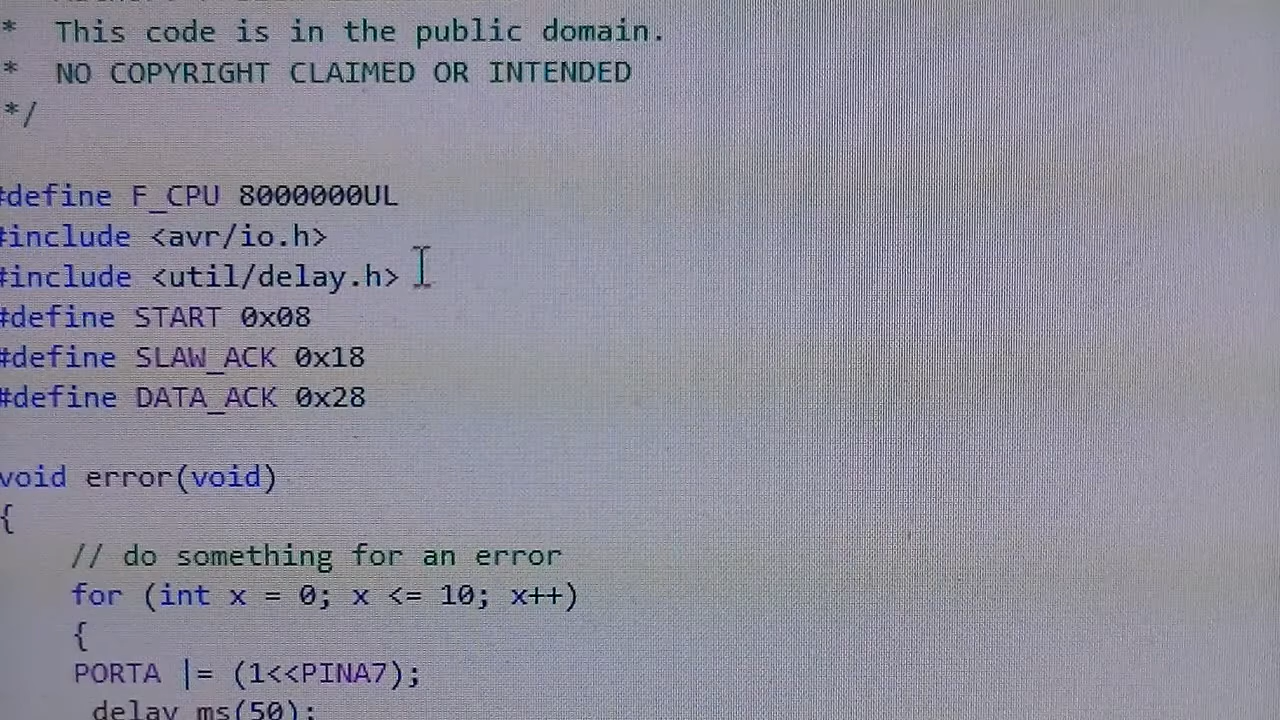 * This code is in the public domain.
* NO COPYRIGHT CLAIMED OR INTENDED
*/
#define F_CPU 8000000UL
#include <avr/io.h>
#include <util/delay.h>
#define START 0x08
#define SLAW_ACK 0x18
#define DATA_ACK 0x28
void error(void)
{
// do something for an error
for (int x = 0; x <= 10; x++)
{
PORTA |= (1<<PINA7);
_delay_ms(50);